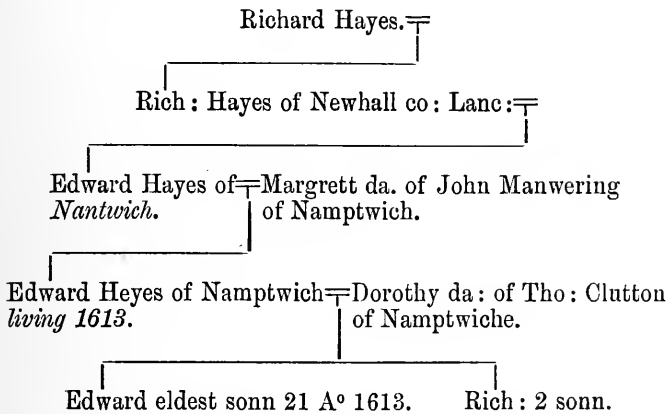 Richard Hayes.
Rich : Hayes of Newhall co : Lanc :
Edward Hayes of Margrett da. of John Manwering
Nantwich. of Namptwich.
Edward Heyes of Namptwich Dorothy da : of Tho : Clutton
living 1613. of Namptwiche.
Edward eldest sonn 21 Aº 1613. Rich : 2 sonn.